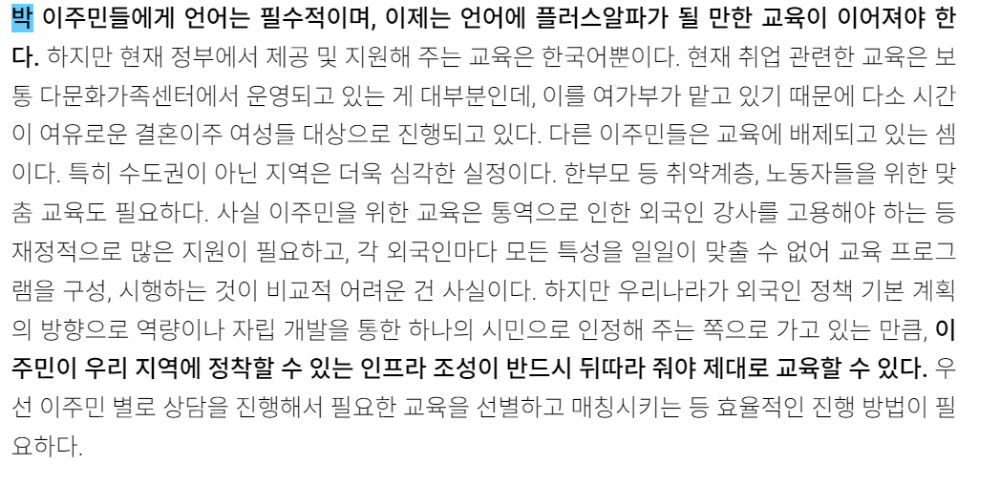 박 이주민들에게 언어는 필수적이며, 이제는 언어에 플러스알파가 될 만한 교육이 이어져야 한
다. 하지만 현재 정부에서 제공 및 지원해 주는 교육은 한국어뿐이다. 현재 취업 관련한 교육은 보
통 다문화가족센터에서 운영되고 있는 게 대부분인데, 이를 여가부가 맡고 있기 때문에 다소 시간
이 여유로운 결혼이주 여성들 대상으로 진행되고 있다. 다른 이주민들은 교육에 배제되고 있는 셈
이다. 특히 수도권이 아닌 지역은 더욱 심각한 실정이다. 한부모 등 취약계층, 노동자들을 위한 맞
춤 교육도 필요하다. 사실 이주민을 위한 교육은 통역으로 인한 외국인 강사를 고용해야 하는 등
재정적으로 많은 지원이 필요하고, 각 외국인마다 모든 특성을 일일이 맞출 수 없어 교육 프로그
램을 구성, 시행하는 것이 비교적 어려운 건 사실이다. 하지만 우리나라가 외국인 정책 기본 계획
의 방향으로 역량이나 자립 개발을 통한 하나의 시민으로 인정해 주는 쪽으로 가고 있는 만큼, 이
주민이 우리 지역에 정착할 수 있는 인프라 조성이 반드시 뒤따라 줘야 제대로 교육할 수 있다. 우
선 이주민 별로 상담을 진행해서 필요한 교육을 선별하고 매칭시키는 등 효율적인 진행 방법이 필
요하다.